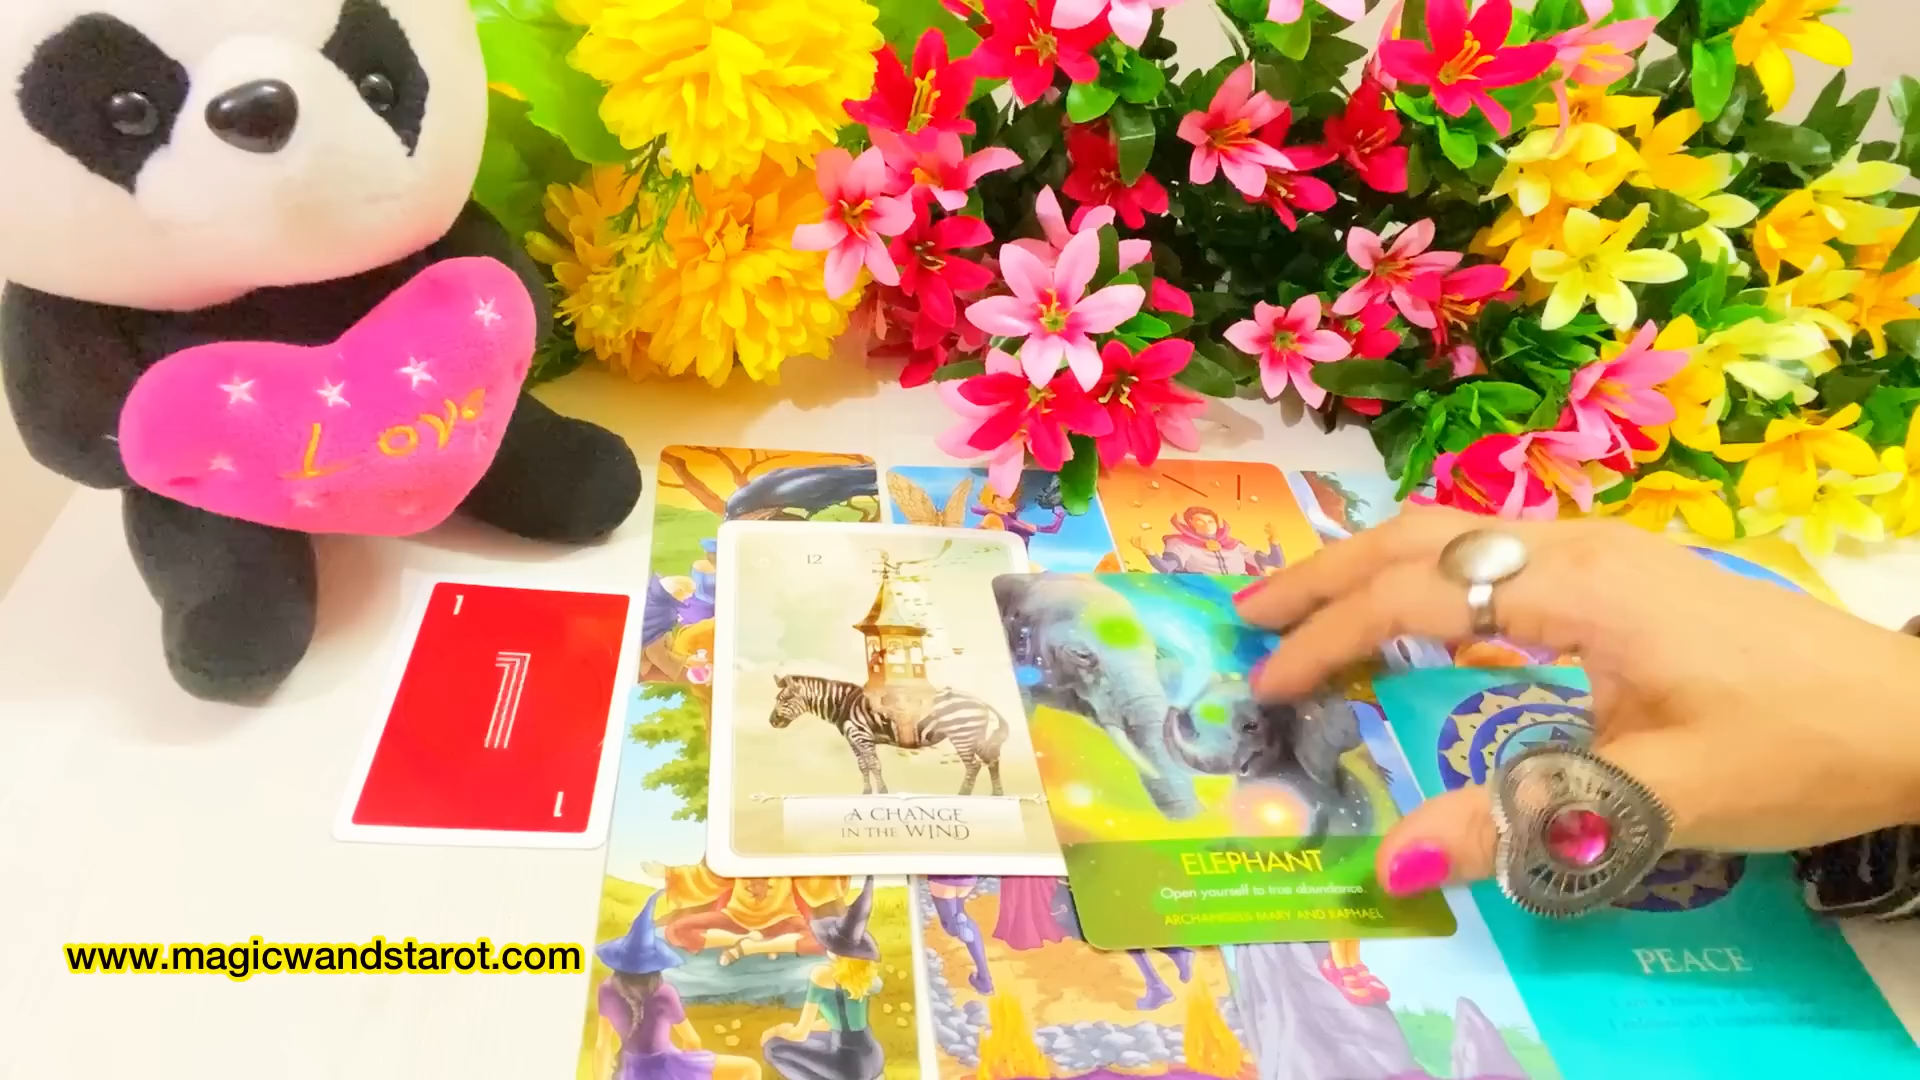 Love
1
1
1
12
A CHANGE
IN THE WIND
ELEPHANT
Open yourself to true abundance.
ARCHANGELS MARY AND RAPHAEL
PEACE
www.magicwandstarot.com